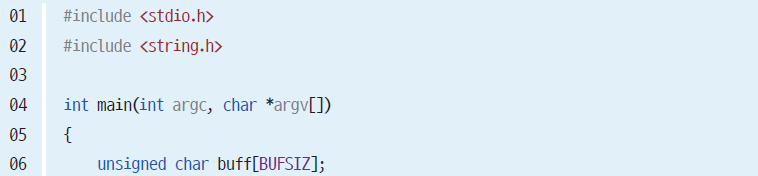 01 #include <stdio.h>
02 #include <string.h>
03
04 int main(int argc, char *argv[])
05 {
06 unsigned char buff[BUFSIZ];